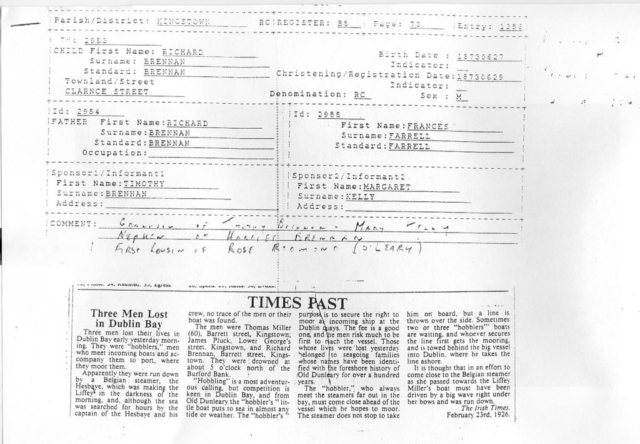 Parish/District: KINGSTOWN RC REGISTER: B5 Page: 73 Entry: 1254
Id: 2953
CHILD First Name: RICHARD Birth Date : 18730627
Surname: BRENNAN Indicator:
Standard: BRENNAN Christening/Registration Date: 18730629
Townland/Street Indicator:
CLARNCE STREET Denomination: RC Sex : M
Id: 2954
FATHER First Name: RICHARD
Surname: BRENNAN
Standard: BRENNAN
Occupation:
Id: 2955
First Name: FRANCES
Surname: FARRELL
Standard: FARRELL
Sponsor1/Informant1
First Name: TIMOTHY
Surname: BRENNAN
Address:
Sponsor2/Informant2
First Name: MARGARET
Surname: KELLY
Address:
COMMENT: GRANDSON OF TIMOTHY BRENNAN - MARY
NEPHEW OF HARRIET BRENNAN
FIRST COUSIN OF ROSE REDMOND (O'LEARY)
TIMES PAST
Three Men Lost
in Dublin Bay
Three men lost their lives in
Dublin Bay early yesterday morn-
ing. They were "hobblers," men
who meet incoming boats and ac-
company them to port, where
they moor them.
Apparently they were run down
by a Belgian steamer, the
Hesbaye, which was making the
Liffey in the darkness of the
morning, and, although the sea
was searched for hours by the
captain of the Hesbaye and his
crew, no trace of the men or their
boat was found.
The men were Thomas Miller
(60), Barrett street, Kingstown;
James Pluck, Lower George's
street, Kingstown, and Richard
Brennan, Barrett street, Kings-
town. They were drowned at
about 5 o'clock north of the
Burford Bank.
"Hobbling" is a most adventur-
ous calling, but competition is
keen in Dublin Bay, and from
Old Dunleary the "hobbler's" lit-
tle boat puts to sea in almost any
tide or weather. The "hobbler's"
purpose is to secure the right to
moor an incoming ship at the
Dublin quays. The fee is a good
one, and the men risk much to be
first to reach the vessel. Those
whose lives were lost yesterday
belonged to seagoing families
whose names have been identi-
fied with the foreshore history of
Old Dunleary for over a hundred
years.
The "hobbler," who always
meet the steamers far out in the
bay, must come close ahead of the
vessel which he hopes to moor.
The steamer does not stop to take
him on board, but a line is
thrown over the side. Sometimes
two or three "hobblers" boats
are waiting, and whoever secures
the line first gets the mooring,
and is towed behind the big vessel
into Dublin, where he takes the
line ashore.
It is thought that in an effort to
come close to the Belgian steamer
as she passed towards the Liffey
Miller's boat must have been
driven by a big wave right under
her bows and was run down.
The Irish Times.
February 23rd, 1926.